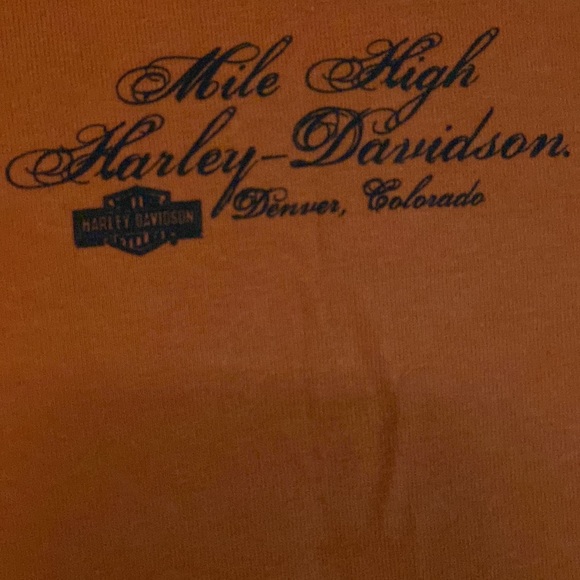 Mile High
Harley-Davidson.
HARLEY-DAVIDSON
Denver, Colorado